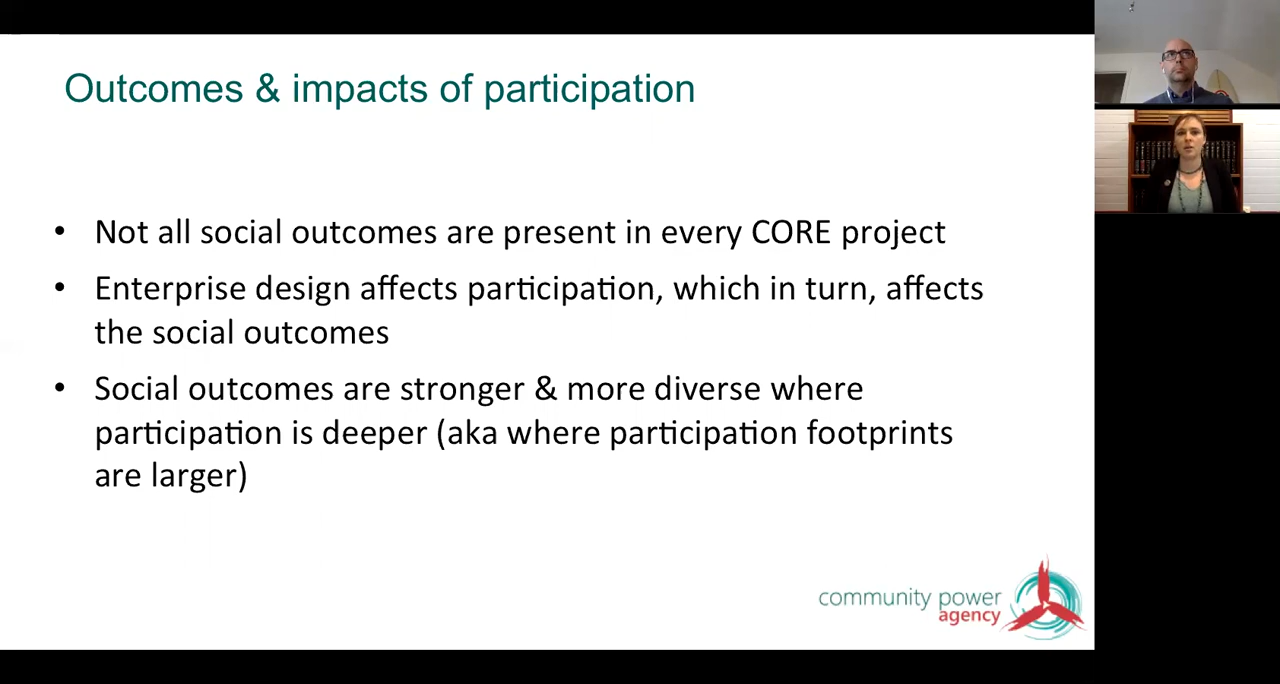 Outcomes & impacts of participation
• Not all social outcomes are present in every CORE project
• Enterprise design affects participation, which in turn, affects
the social outcomes
• Social outcomes are stronger & more diverse where
participation is deeper (aka where participation footprints
are larger)
community power
agency